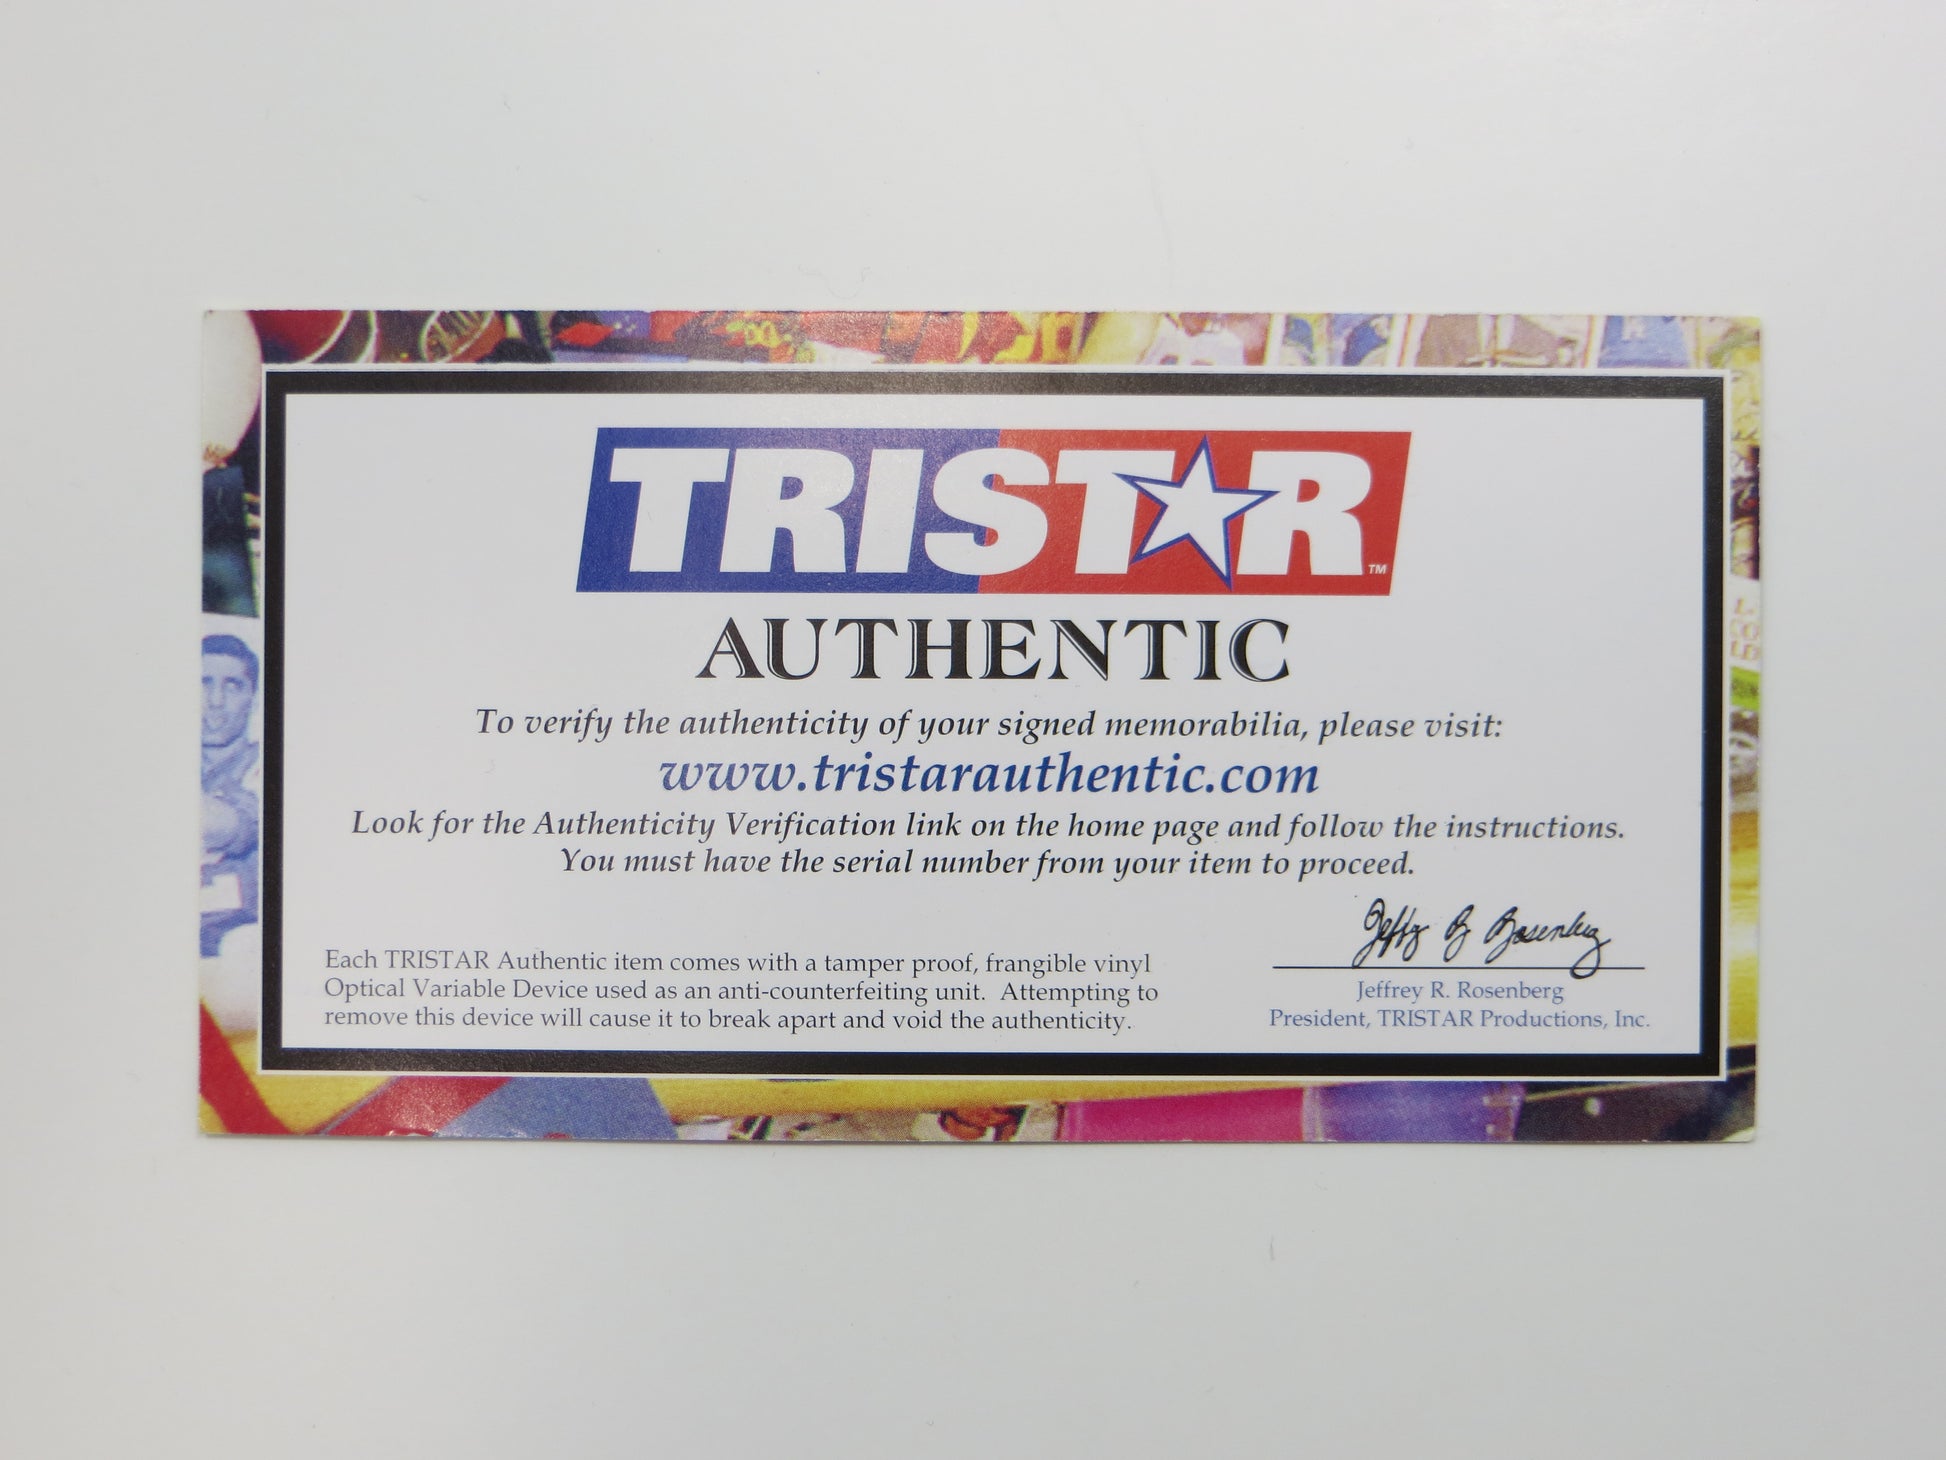 TRISTAR™
AUTHENTIC
To verify the authenticity of your signed memorabilia, please visit:
www.tristarauthentic.com
Look for the Authenticity Verification link on the home page and follow the instructions.
You must have the serial number from your item to proceed.
Each TRISTAR Authentic item comes with a tamper proof, frangible vinyl
Optical Variable Device used as an anti-counterfeiting unit. Attempting to
remove this device will cause it to break apart and void the authenticity.
Jeffrey R. Rosenberg
Jeffrey R. Rosenberg
President, TRISTAR Productions, Inc.